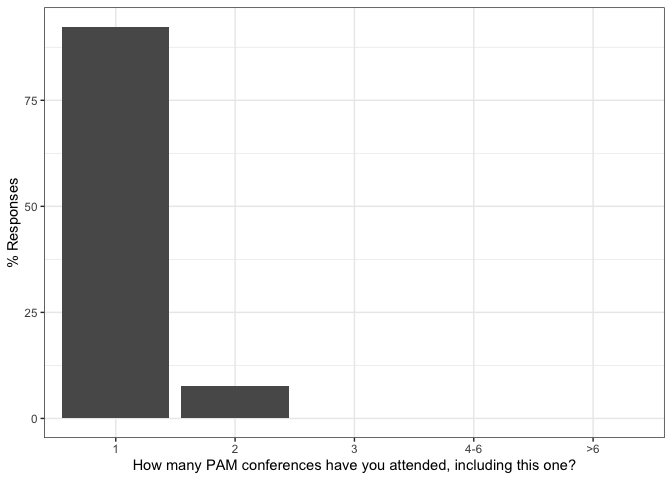 % Responses
75
50
25
0
1 2 3 4-6 >6
How many PAM conferences have you attended, including this one?